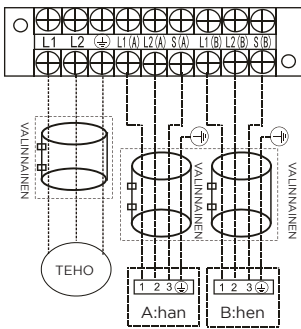 L1 L2 L1(A) L2(A) S(A) L1(B) L2(B) S(B)
VALINNAINEN
VALINNAINEN
VALINNAINEN
TEHO
1 2 3
1 2 3
A:han
B:hen